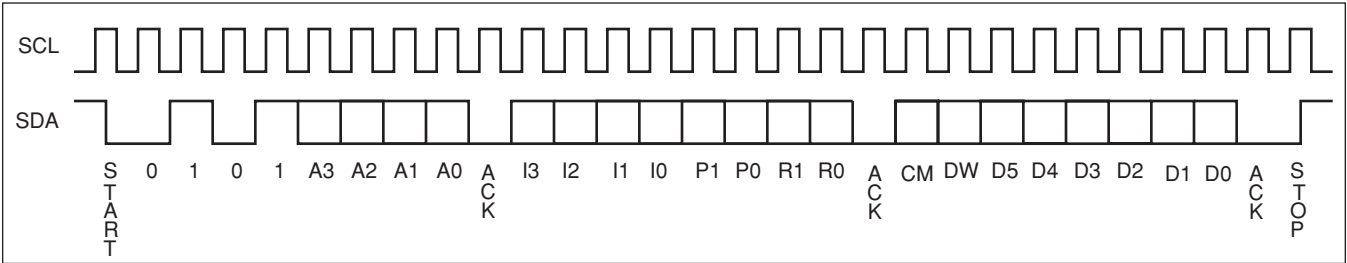 SCL
SDA
START 0 1 0 1 A3 A2 A1 A0 ACK I3 I2 I1 I0 P1 P0 R1 R0 ACK CM DW D5 D4 D3 D2 D1 D0 ACK STOP